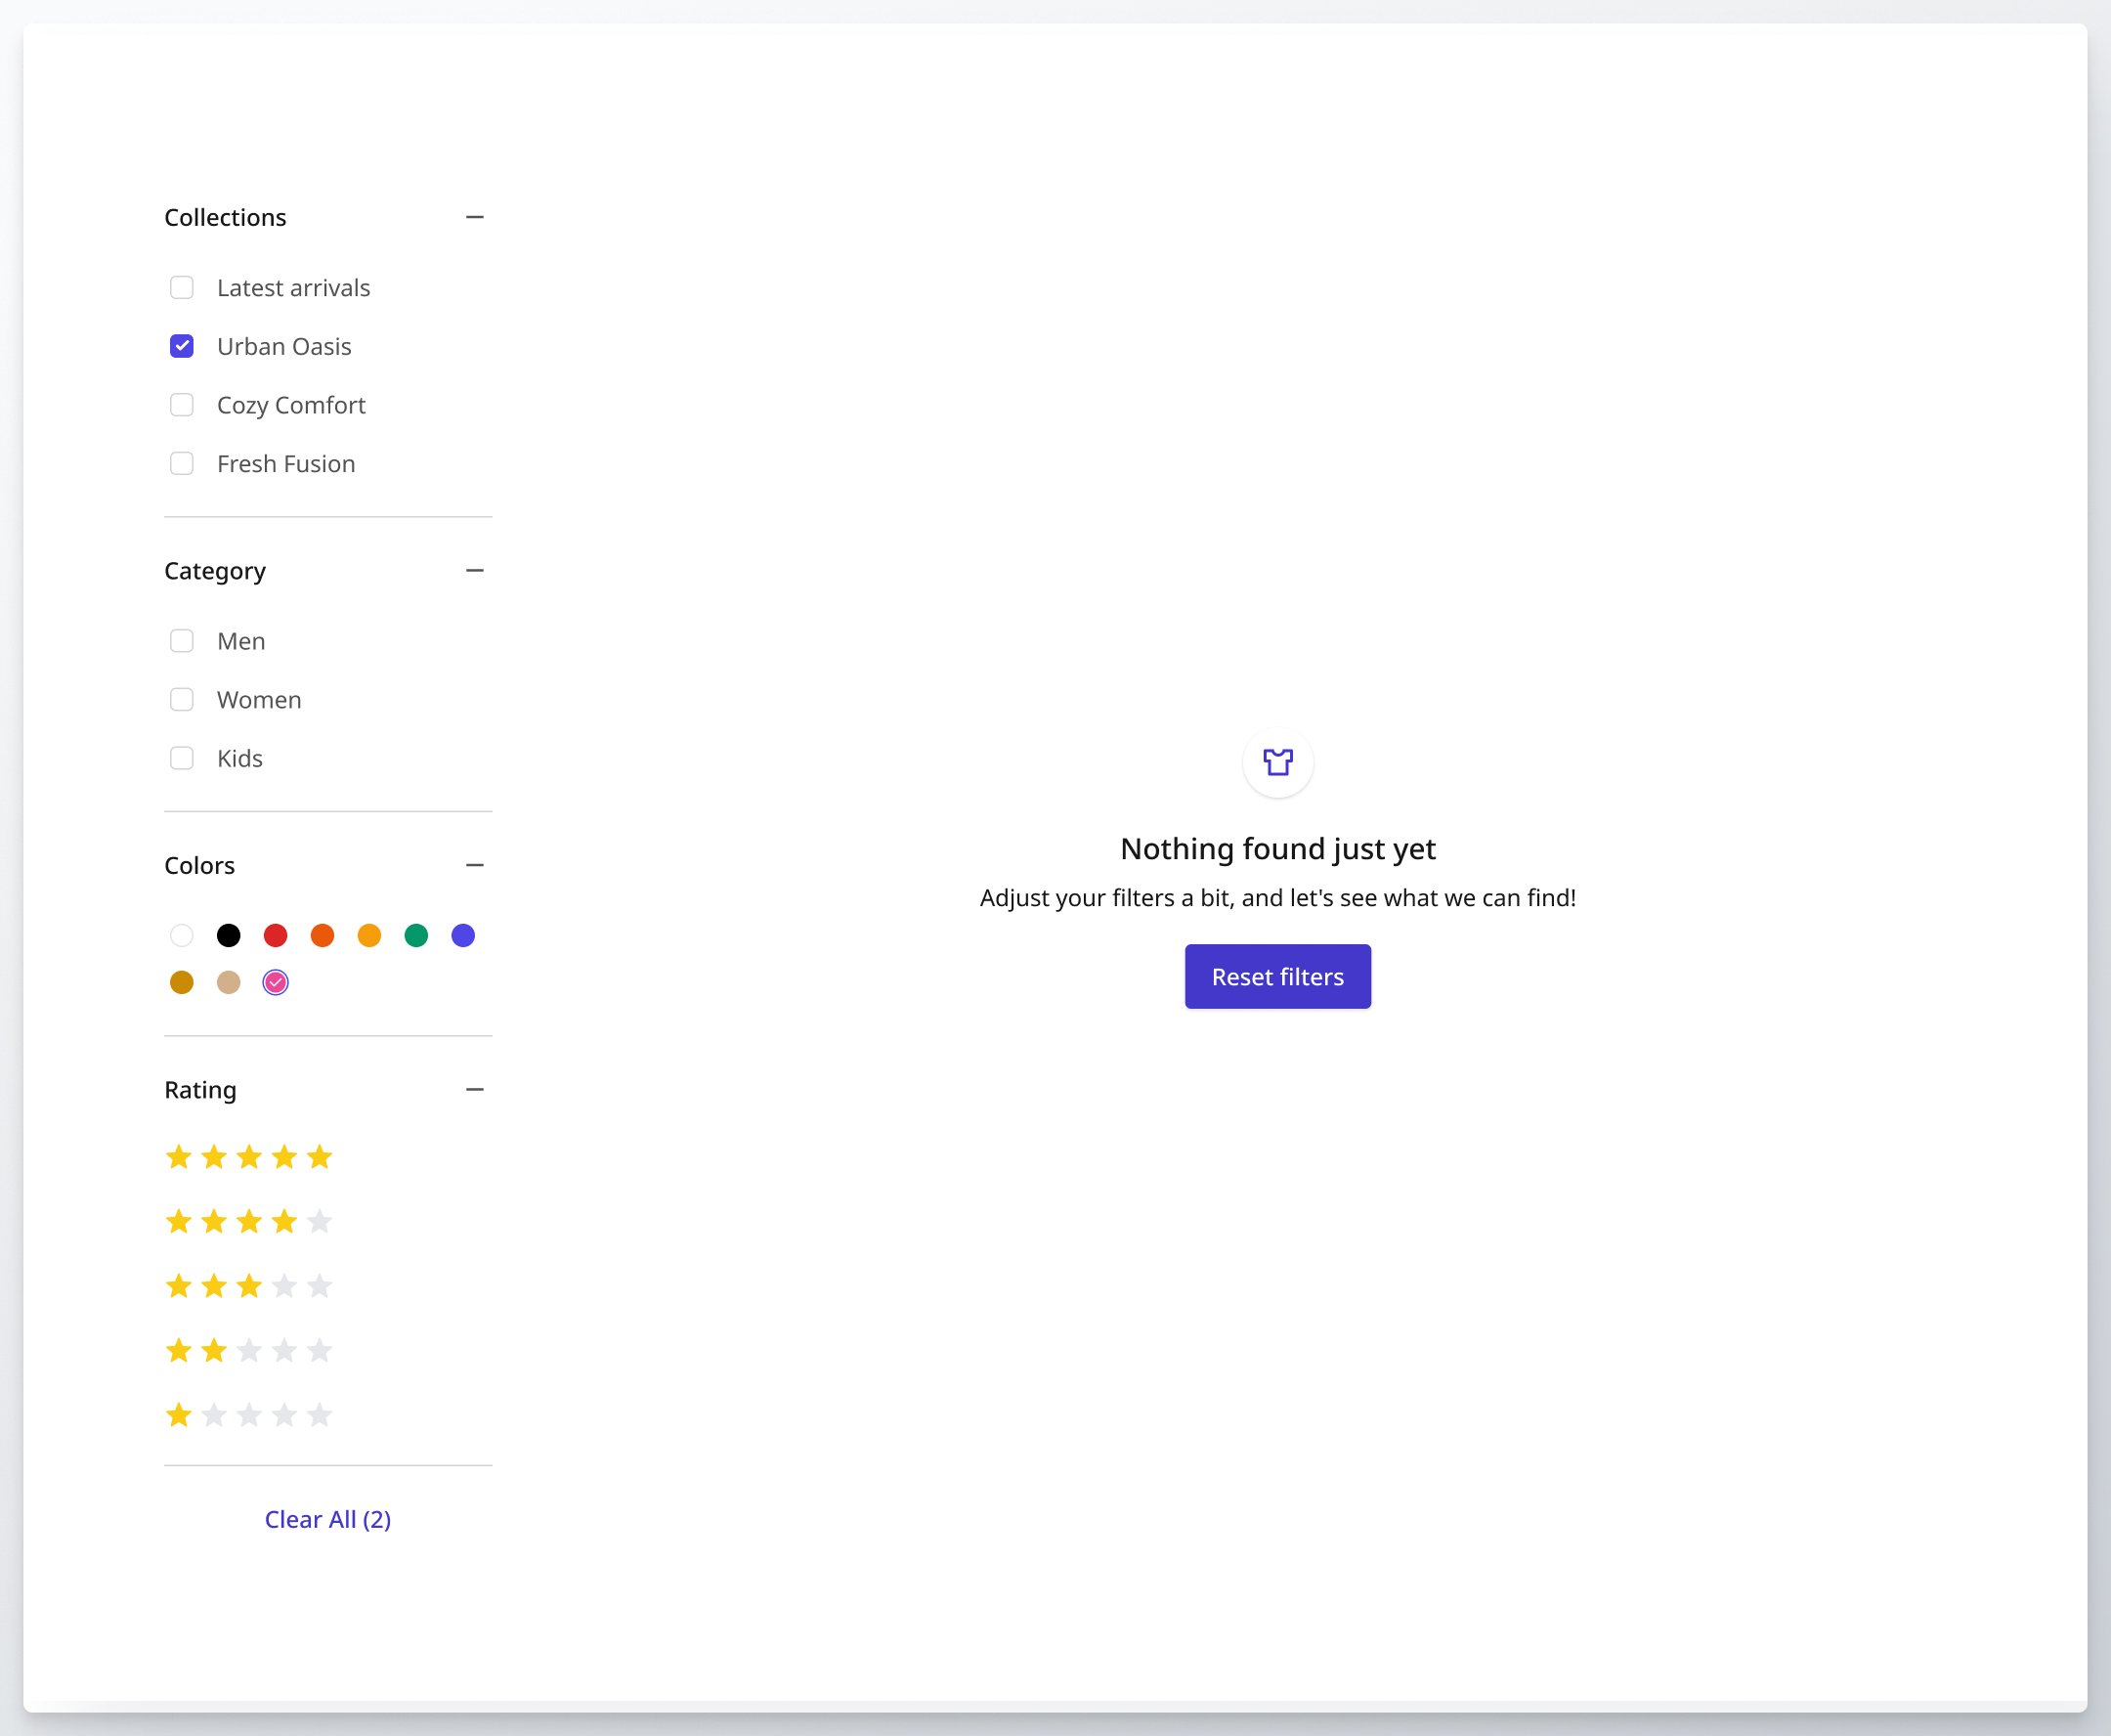 Collections
Latest arrivals
Urban Oasis
Cozy Comfort
Fresh Fusion
Category
Men
Women
Kids
Colors
Rating
Clear All (2)
Nothing found just yet
Adjust your filters a bit, and let's see what we can find!
Reset filters